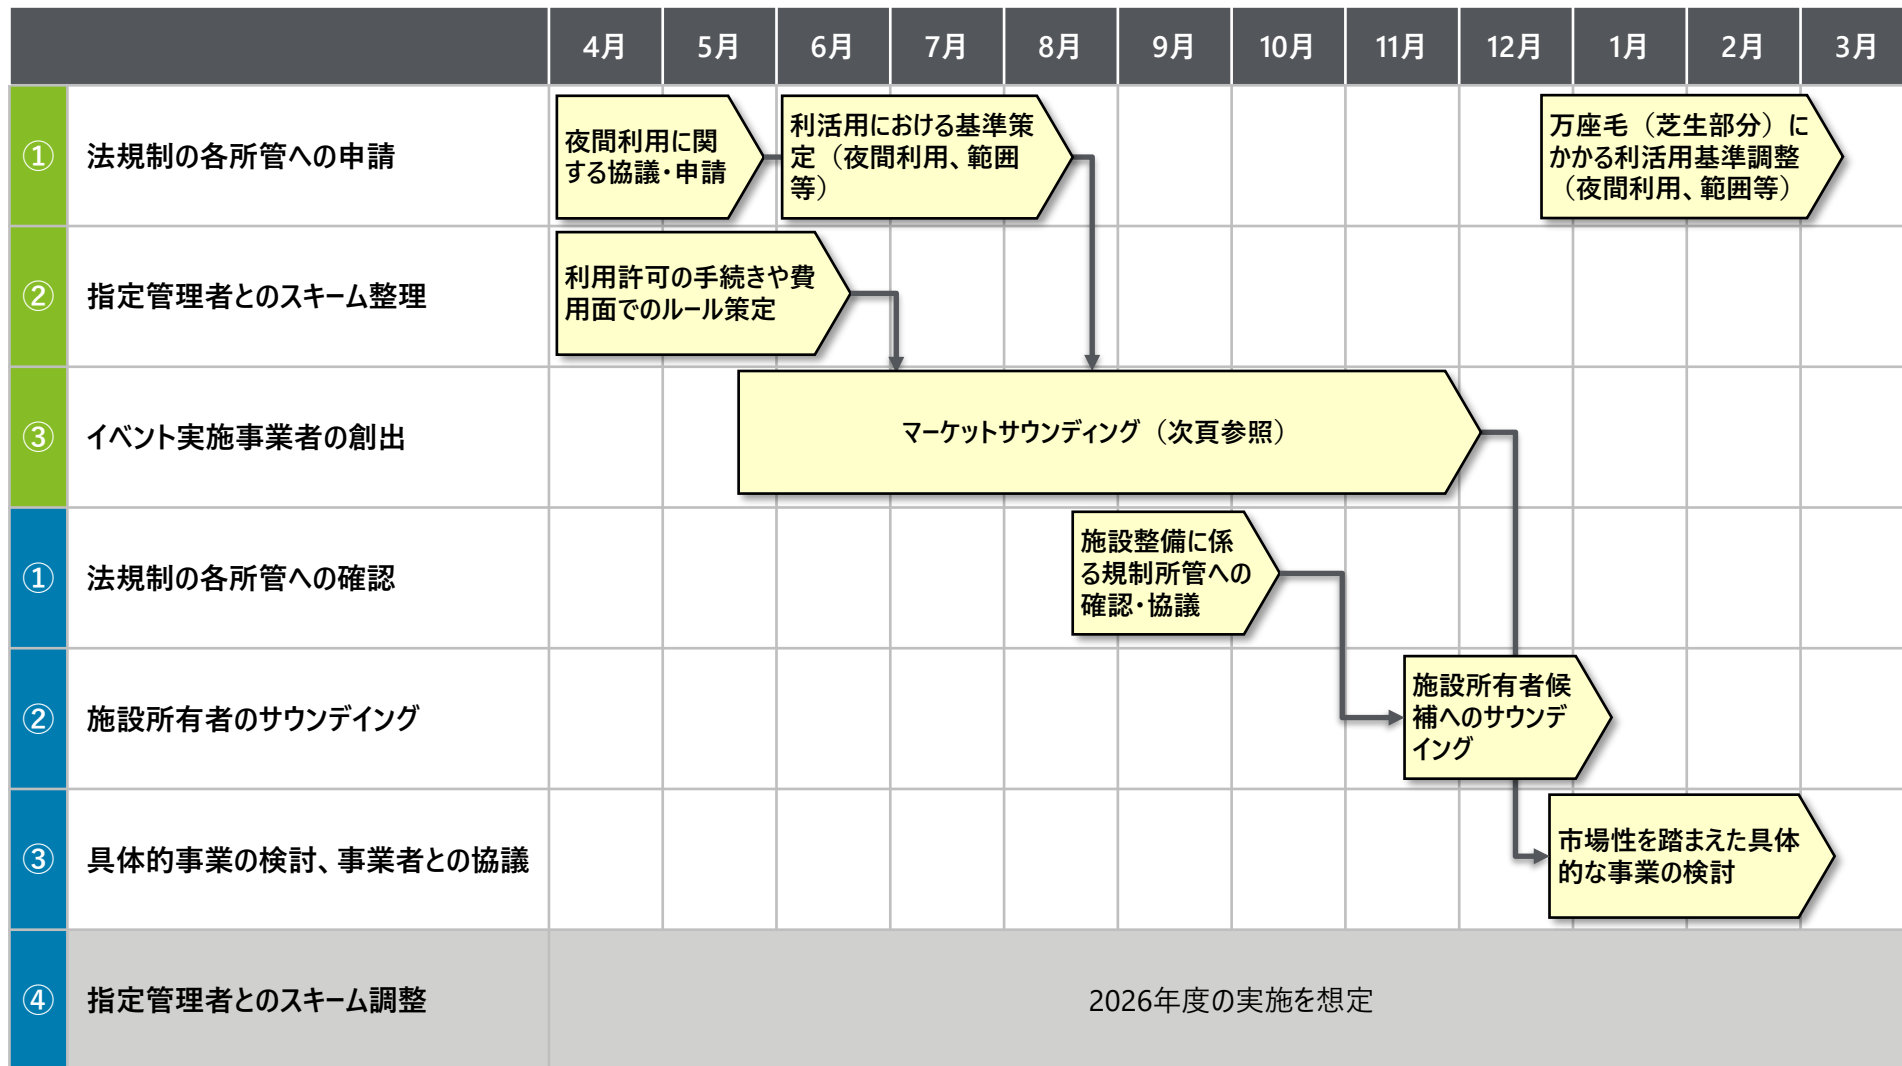 4月 5月 6月 7月 8月 9月 10月 11月 12月 1月 2月 3月
① 法規制の各所管への申請
夜間利用に関
する協議・申請
利活用における基準策
定（夜間利用、範囲
等）
万座毛（芝生部分）に
かかる利活用基準調整
（夜間利用、範囲等）
② 指定管理者とのスキーム整理
利用許可の手続きや費
用面でのルール策定
③ イベント実施事業者の創出
マーケットサウンディング（次頁参照）
① 法規制の各所管への確認
施設整備に係
る規制所管への
確認・協議
② 施設所有者のサウンデイング
施設所有者候
補へのサウンデ
イング
③ 具体的事業の検討、事業者との協議
市場性を踏まえた具体
的な事業の検討
④ 指定管理者とのスキーム調整
2026年度の実施を想定